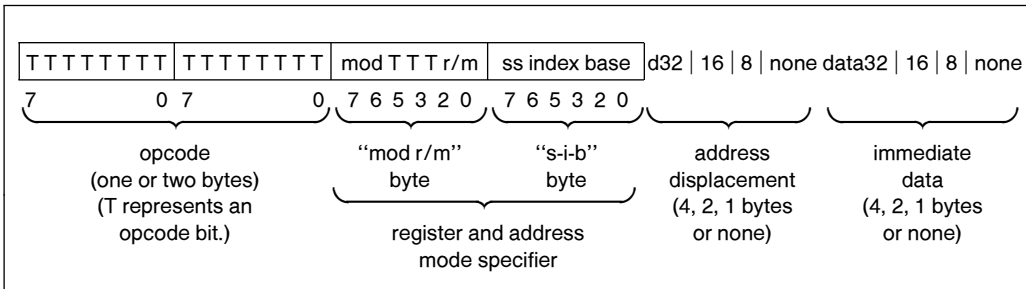 T T T T T T T T T T T T T T T T mod T T T r/m ss index base d32 | 16 | 8 | none data32 | 16 | 8 | none
7 0 7 0 7 6 5 3 2 0 7 6 5 3 2 0
opcode
(one or two bytes)
(T represents an
opcode bit.)
‘‘mod r/m’’
byte
‘‘s-i-b’’
byte
register and address
mode specifier
address
displacement
(4, 2, 1 bytes
or none)
immediate
data
(4, 2, 1 bytes
or none)